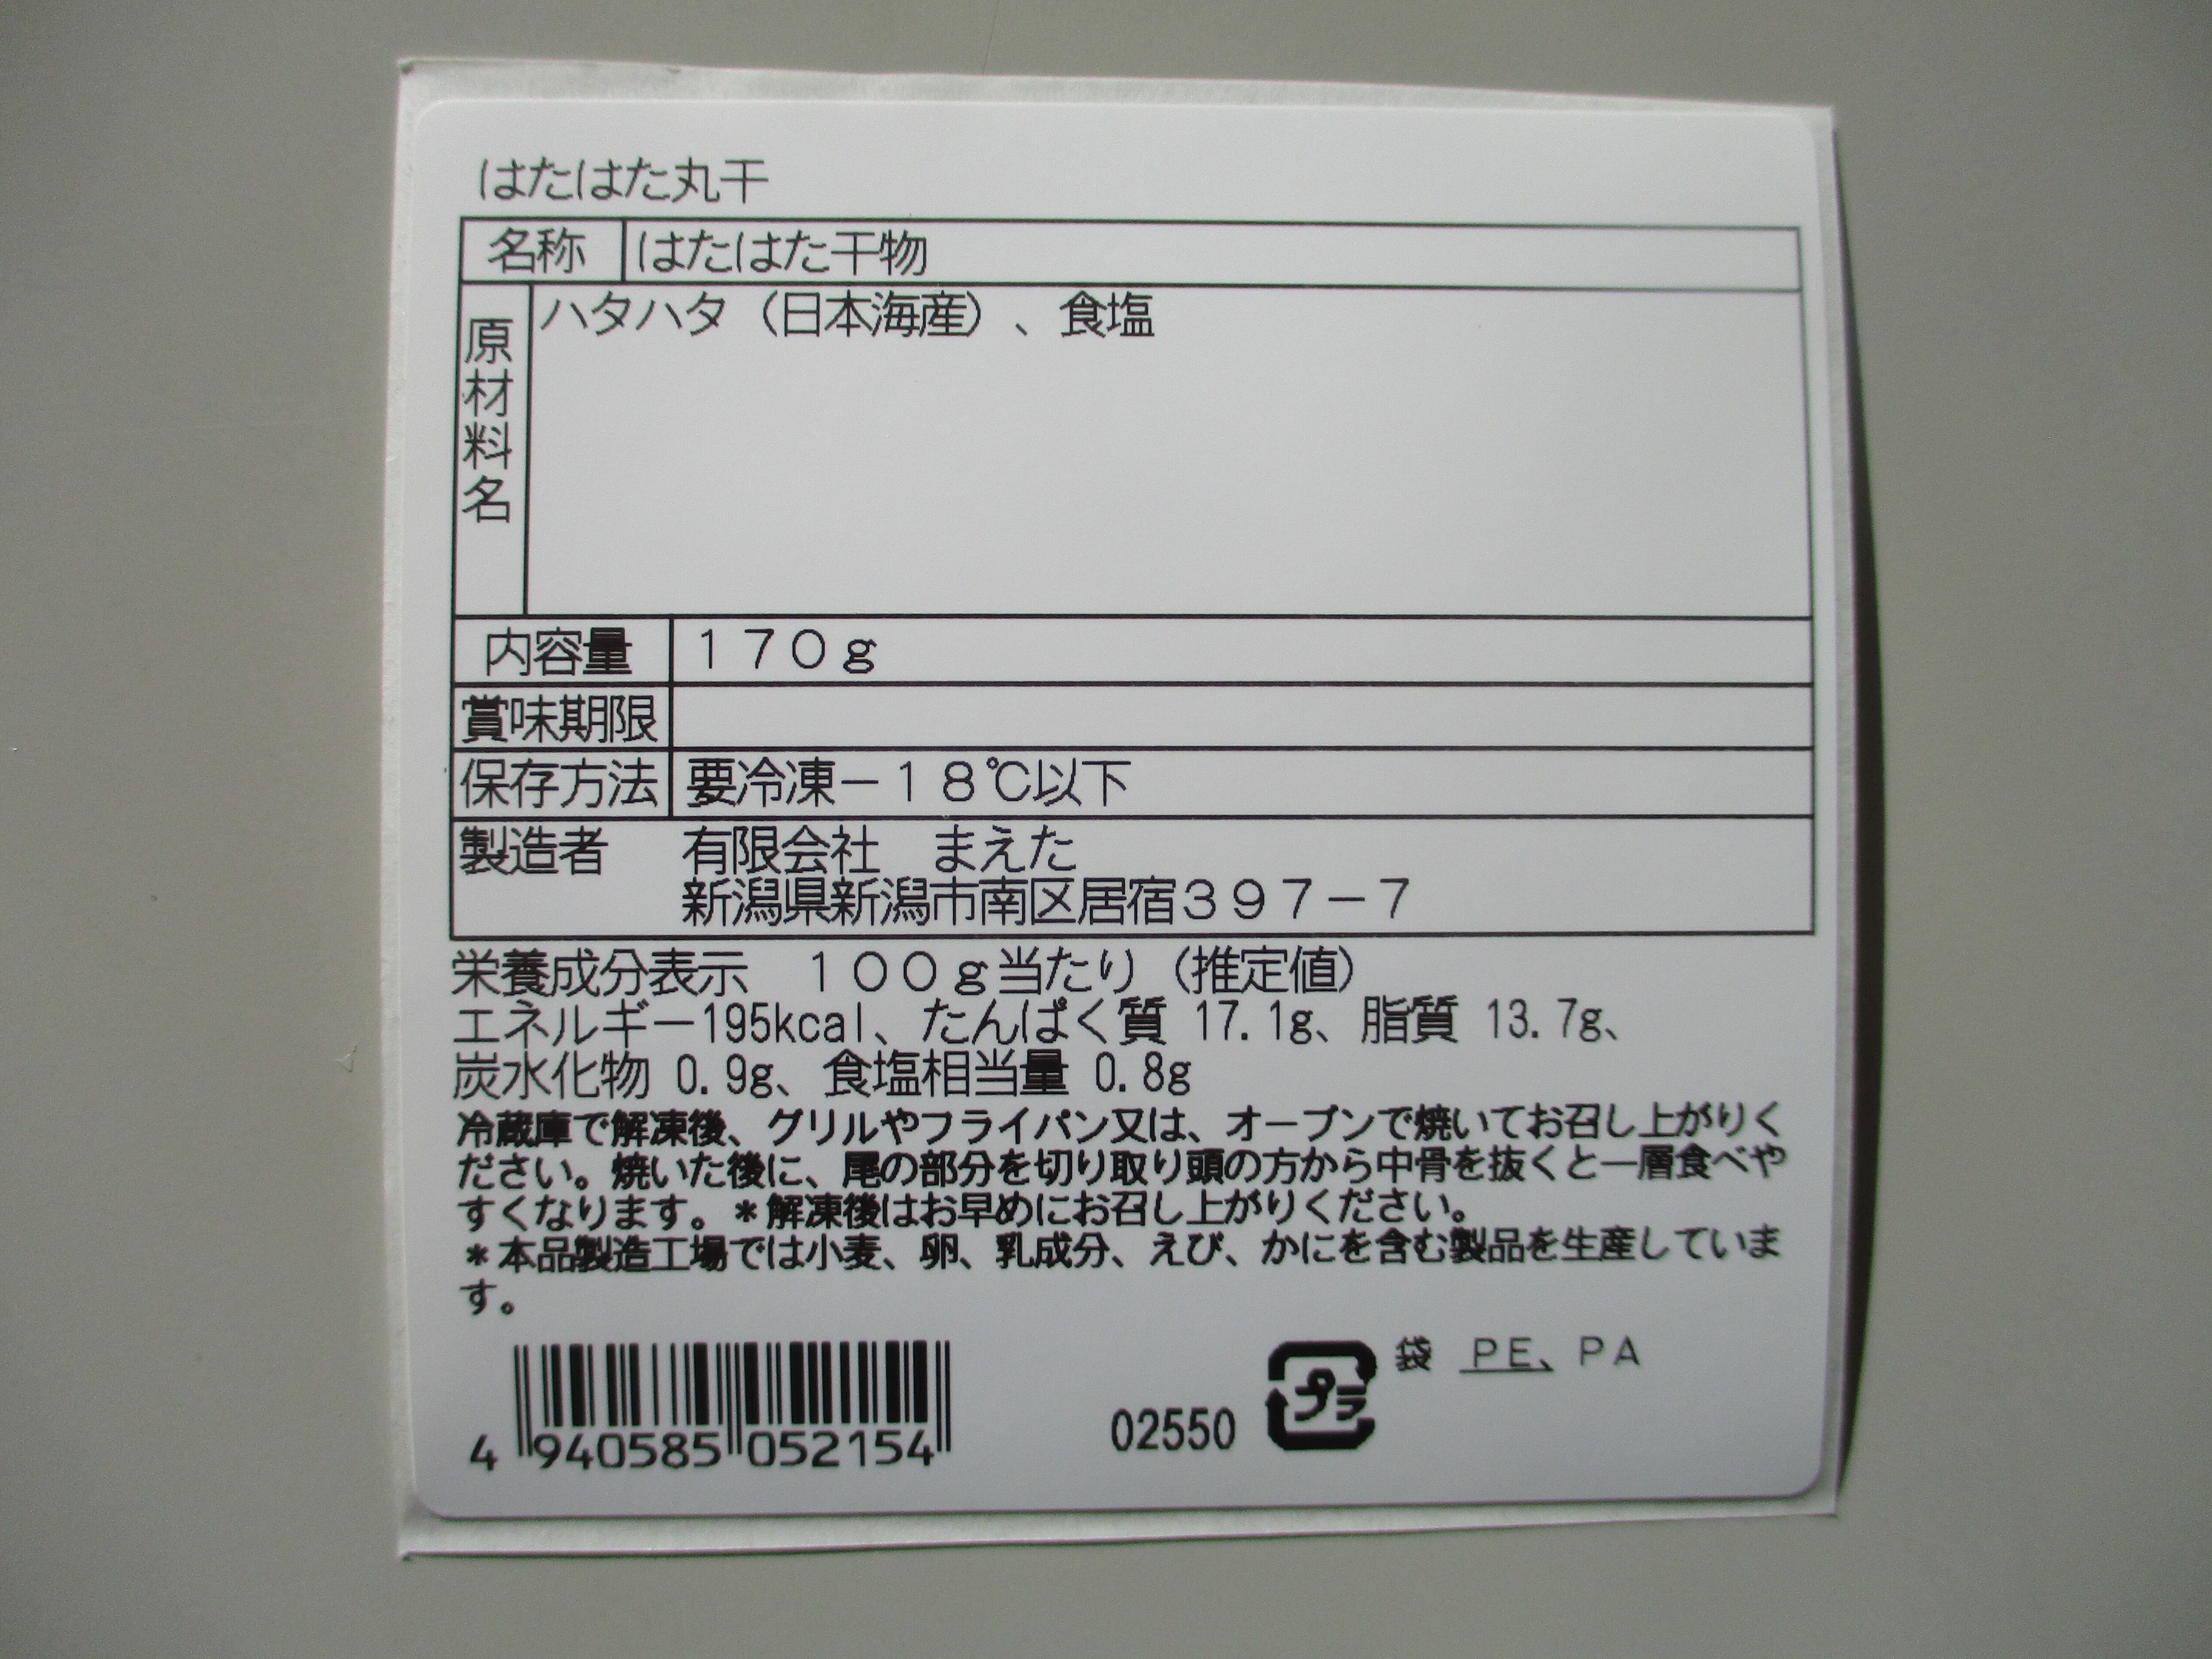 はたはた丸干
名称 はたはた干物
原材料名 ハタハタ（日本海産）、食塩
内容量 １７０ｇ
賞味期限
保存方法 要冷凍－１８℃以下
製造者 有限会社　まえた
新潟県新潟市南区居宿３９７－７
栄養成分表示　１００ｇ当たり（推定値）
エネルギー195kcal、たんぱく質 17.1g、脂質 13.7g、
炭水化物 0.9g、食塩相当量 0.8g
冷蔵庫で解凍後、グリルやフライパン又は、オーブンで焼いてお召し上がりく
ださい。焼いた後に、尾の部分を切り取り頭の方から中骨を抜くと一層食べや
すくなります。＊解凍後はお早めにお召し上がりください。
＊本品製造工場では小麦、卵、乳成分、えび、かにを含む製品を生産していま
す。
袋 PE、PA
プラ
02550
4 940585 052154